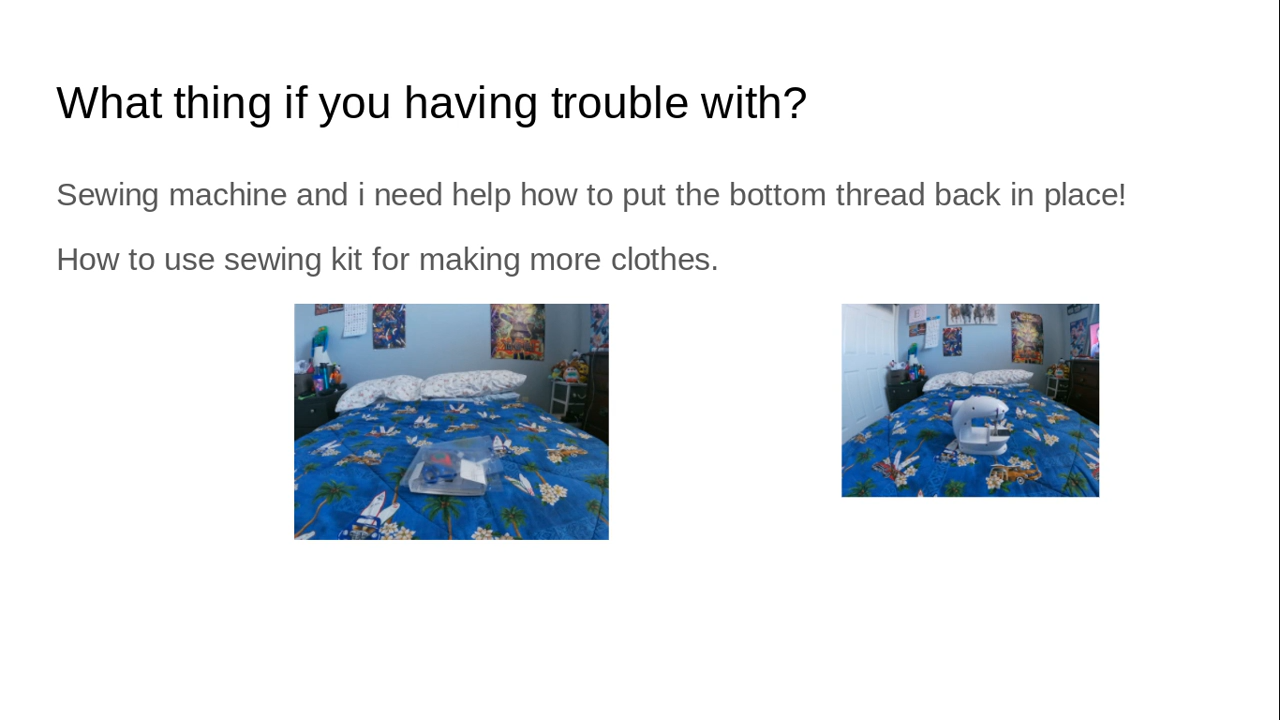 What thing if you having trouble with?
Sewing machine and i need help how to put the bottom thread back in place!
How to use sewing kit for making more clothes.